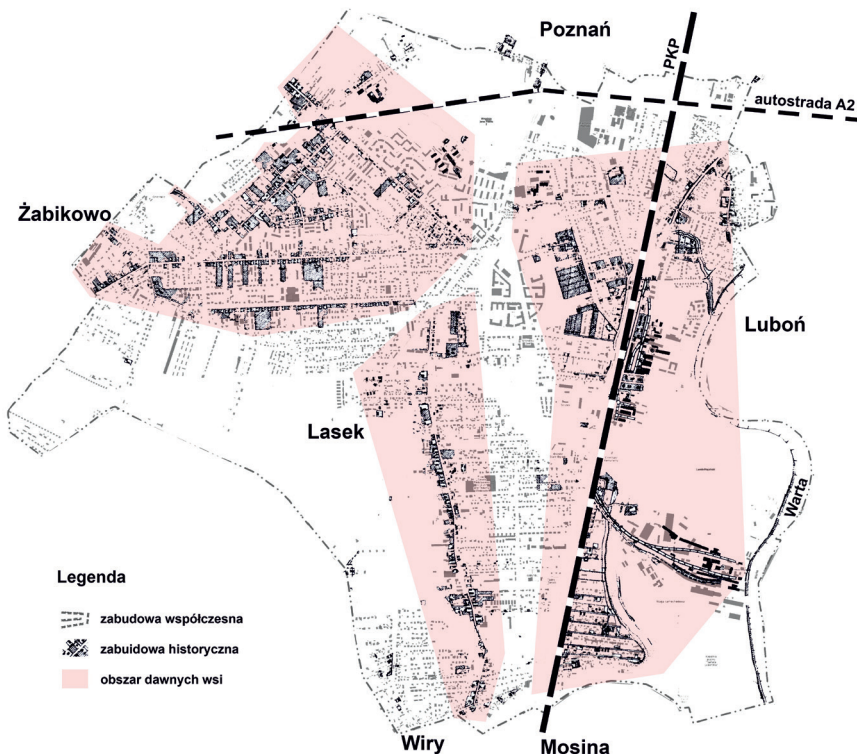 Poznań
PKP
autostrada A2
Żabikowo
Luboń
Lasek
Warta
Legenda
zabudowa współczesna
zabuidowa historyczna
obszar dawnych wsi
Wiry
Mosina